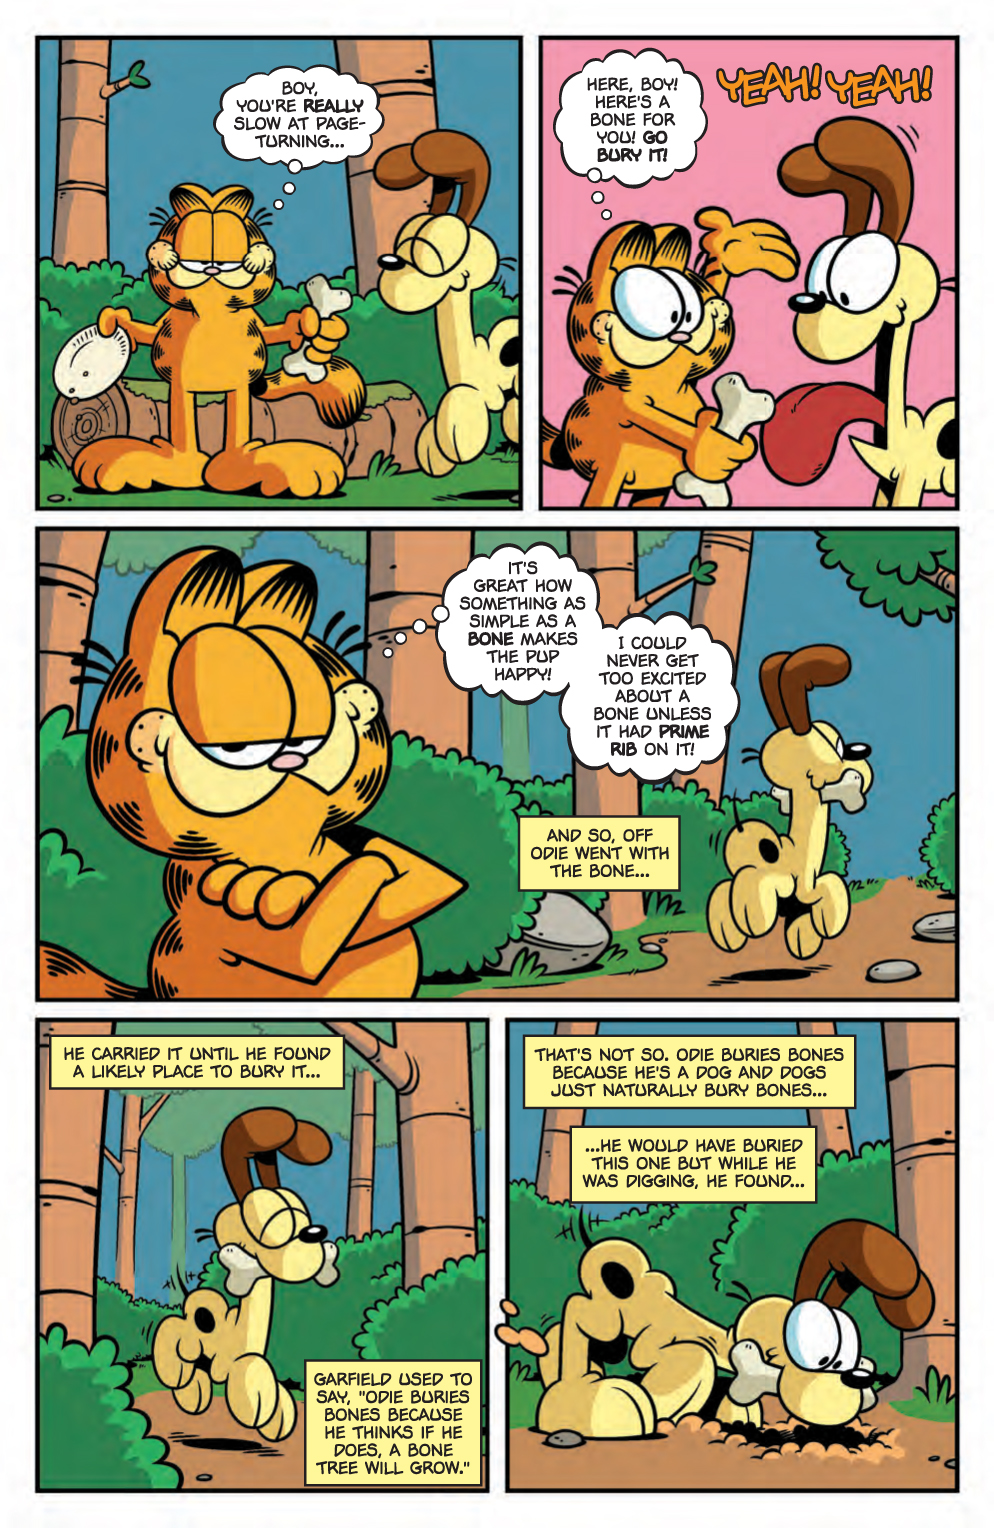 BOY,
YOU'RE REALLY
SLOW AT PAGE-
TURNING...
HERE, BOY!
HERE'S A
BONE FOR
YOU! GO
BURY IT!
YEAH! YEAH!
IT'S
GREAT HOW
SOMETHING AS
SIMPLE AS A
BONE MAKES
THE PUP
HAPPY!
I COULD
NEVER GET
TOO EXCITED
ABOUT A
BONE UNLESS
IT HAD PRIME
RIB ON IT!
AND SO, OFF
ODIE WENT WITH
THE BONE...
HE CARRIED IT UNTIL HE FOUND
A LIKELY PLACE TO BURY IT...
GARFIELD USED TO
SAY, "ODIE BURIES
BONES BECAUSE
HE THINKS IF HE
DOES, A BONE
TREE WILL GROW."
THAT'S NOT SO. ODIE BURIES BONES
BECAUSE HE'S A DOG AND DOGS
JUST NATURALLY BURY BONES...
...HE WOULD HAVE BURIED
THIS ONE BUT WHILE HE
WAS DIGGING, HE FOUND...